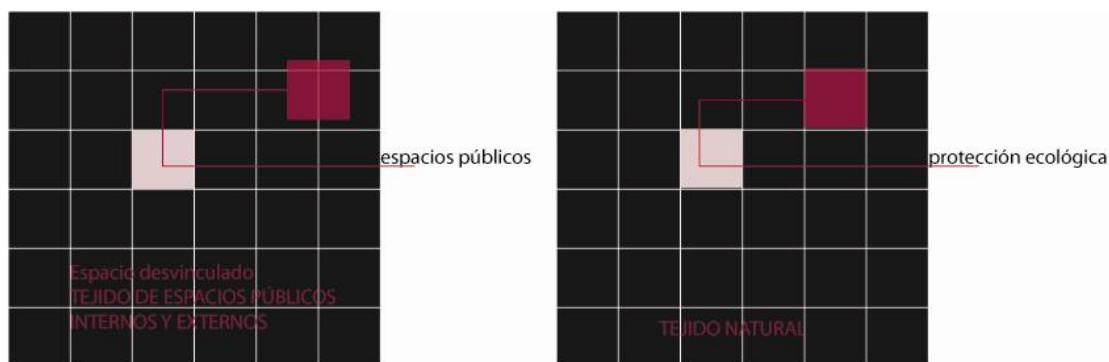 espacios públicos
Espacio desvinculado
TEJIDO DE ESPACIOS PÚBLICOS
INTERNOS Y EXTERNOS
protección ecológica
TEJIDO NATURAL